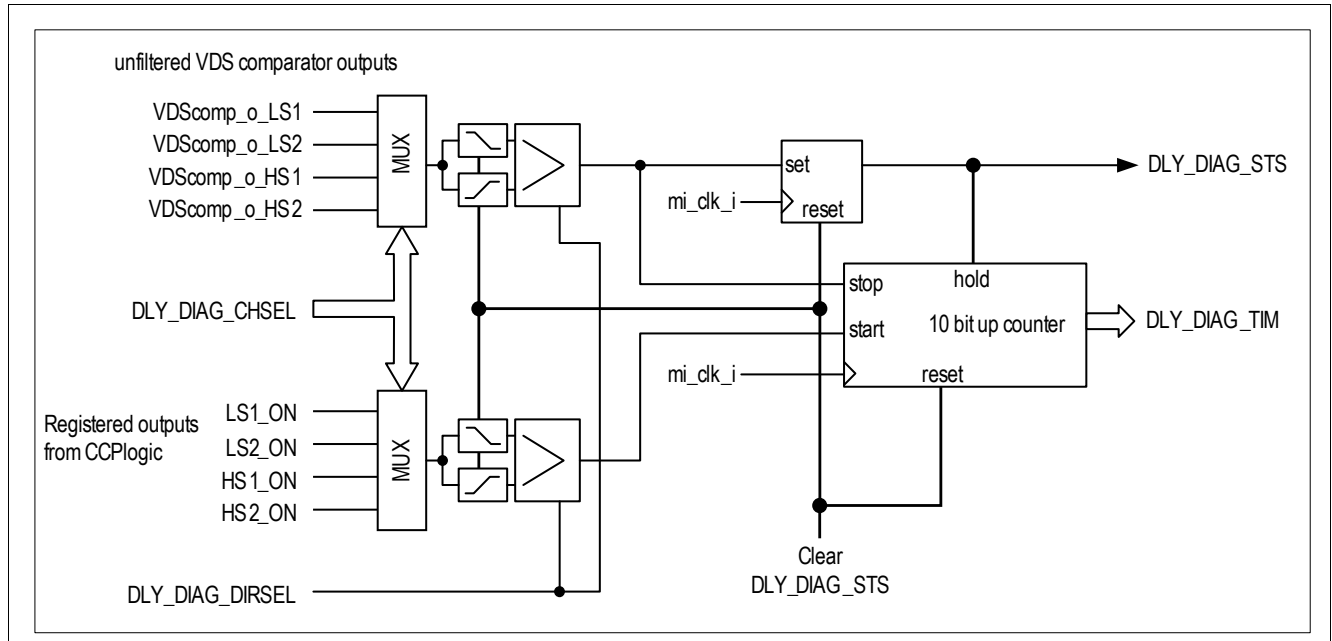 unfiltered VDS comparator outputs
VDScomp_o_LS1
VDScomp_o_LS2
VDScomp_o_HS1
VDScomp_o_HS2
MUX
set
reset
mi_clk_i
DLY_DIAG_STS
DLY_DIAG_CHSEL
stop
start
hold
10 bit up counter
reset
mi_clk_i
DLY_DIAG_TIM
Registered outputs
from CCPlogic
LS1_ON
LS2_ON
HS1_ON
HS2_ON
MUX
DLY_DIAG_DIRSEL
Clear
DLY_DIAG_STS